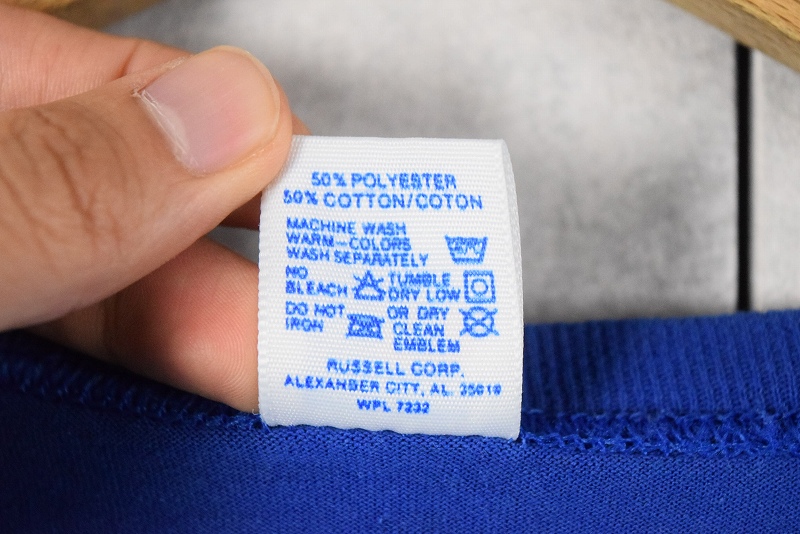 50% POLYESTER
50% COTTON/COTON
MACHINE WASH
WARM-COLORS
WASH SEPARATELY
NO
BLEACH
TUMBLE
DRY LOW
DO NOT
IRON
OR DRY
CLEAN
EMBLEM
RUSSELL CORP.
ALEXANDER CITY, AL. 35010
WPL 7232